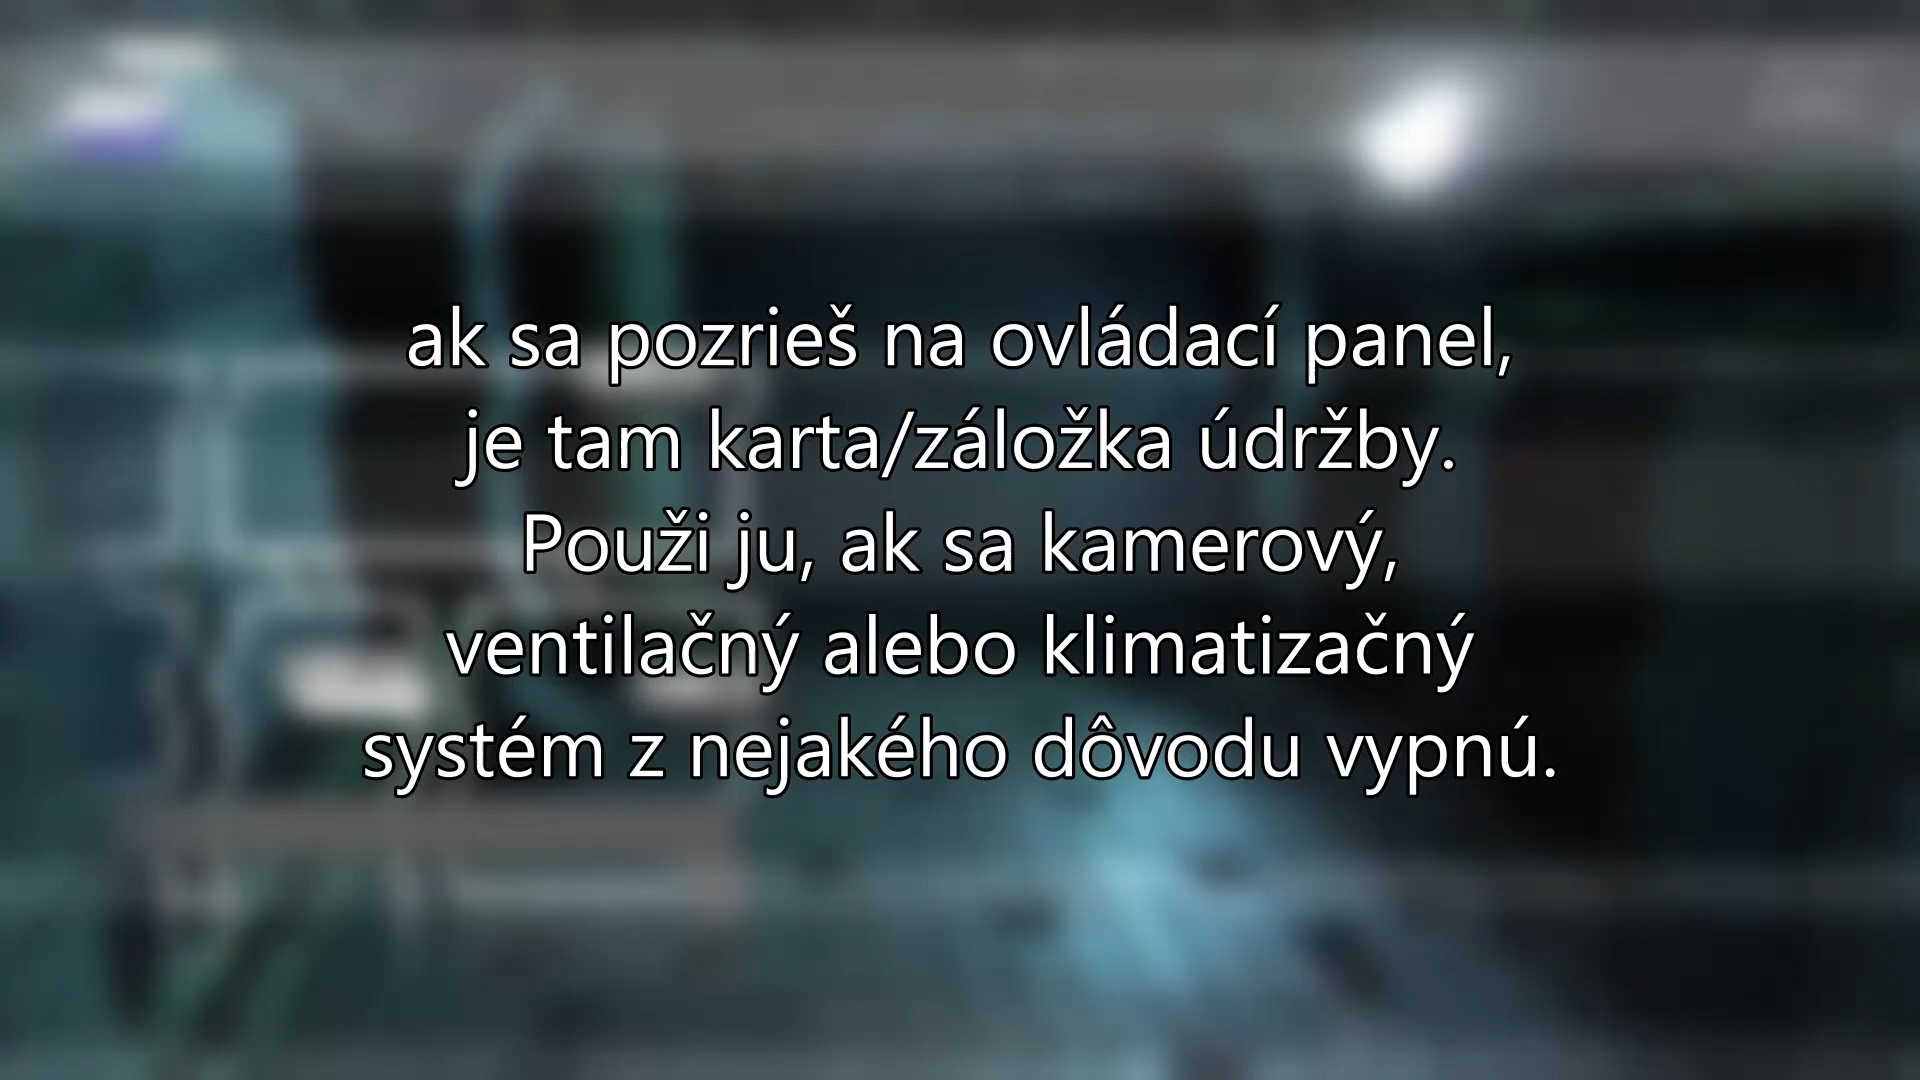 ak sa pozrieš na ovládací panel,
je tam karta/záložka údržby.
Použi ju, ak sa kamerový,
ventilačný alebo klimatizačný
systém z nejakého dôvodu vypnú.